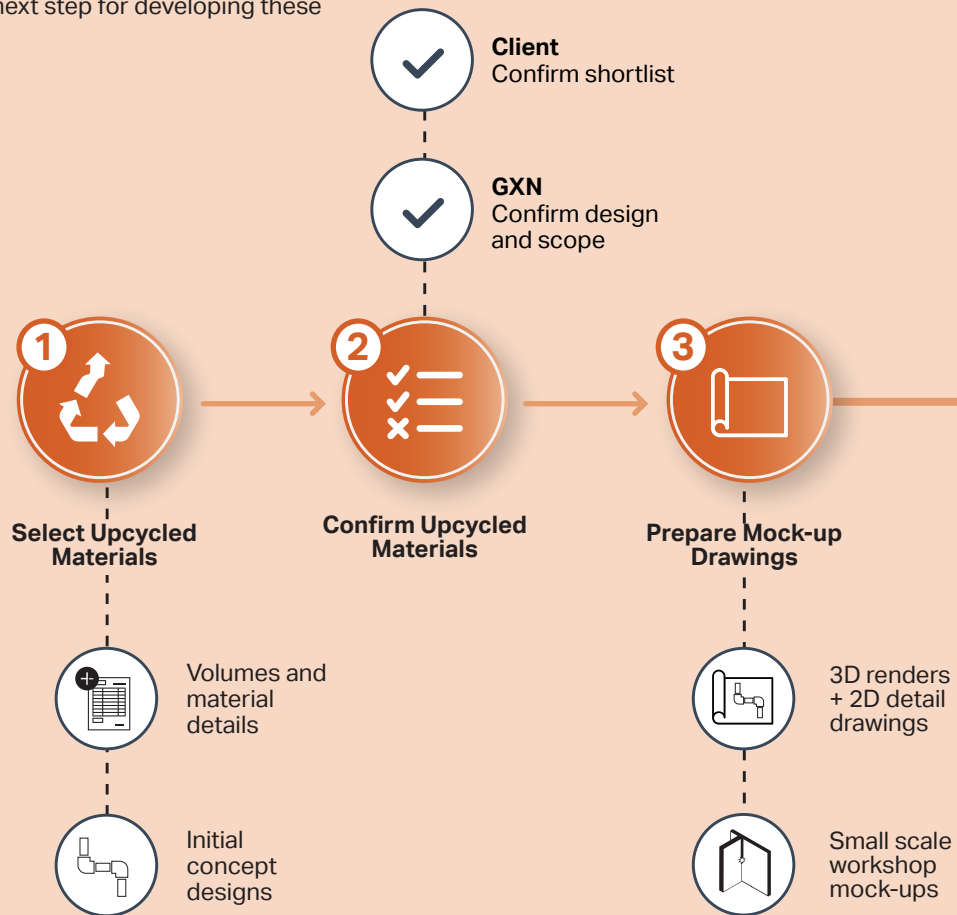 next step for developing these
Client
Confirm shortlist
GXN
Confirm design
and scope
1
2
3
Select Upcycled
Materials
Confirm Upcycled
Materials
Prepare Mock-up
Drawings
Volumes and
material
details
3D renders
+ 2D detail
drawings
Initial
concept
designs
Small scale
workshop
mock-ups